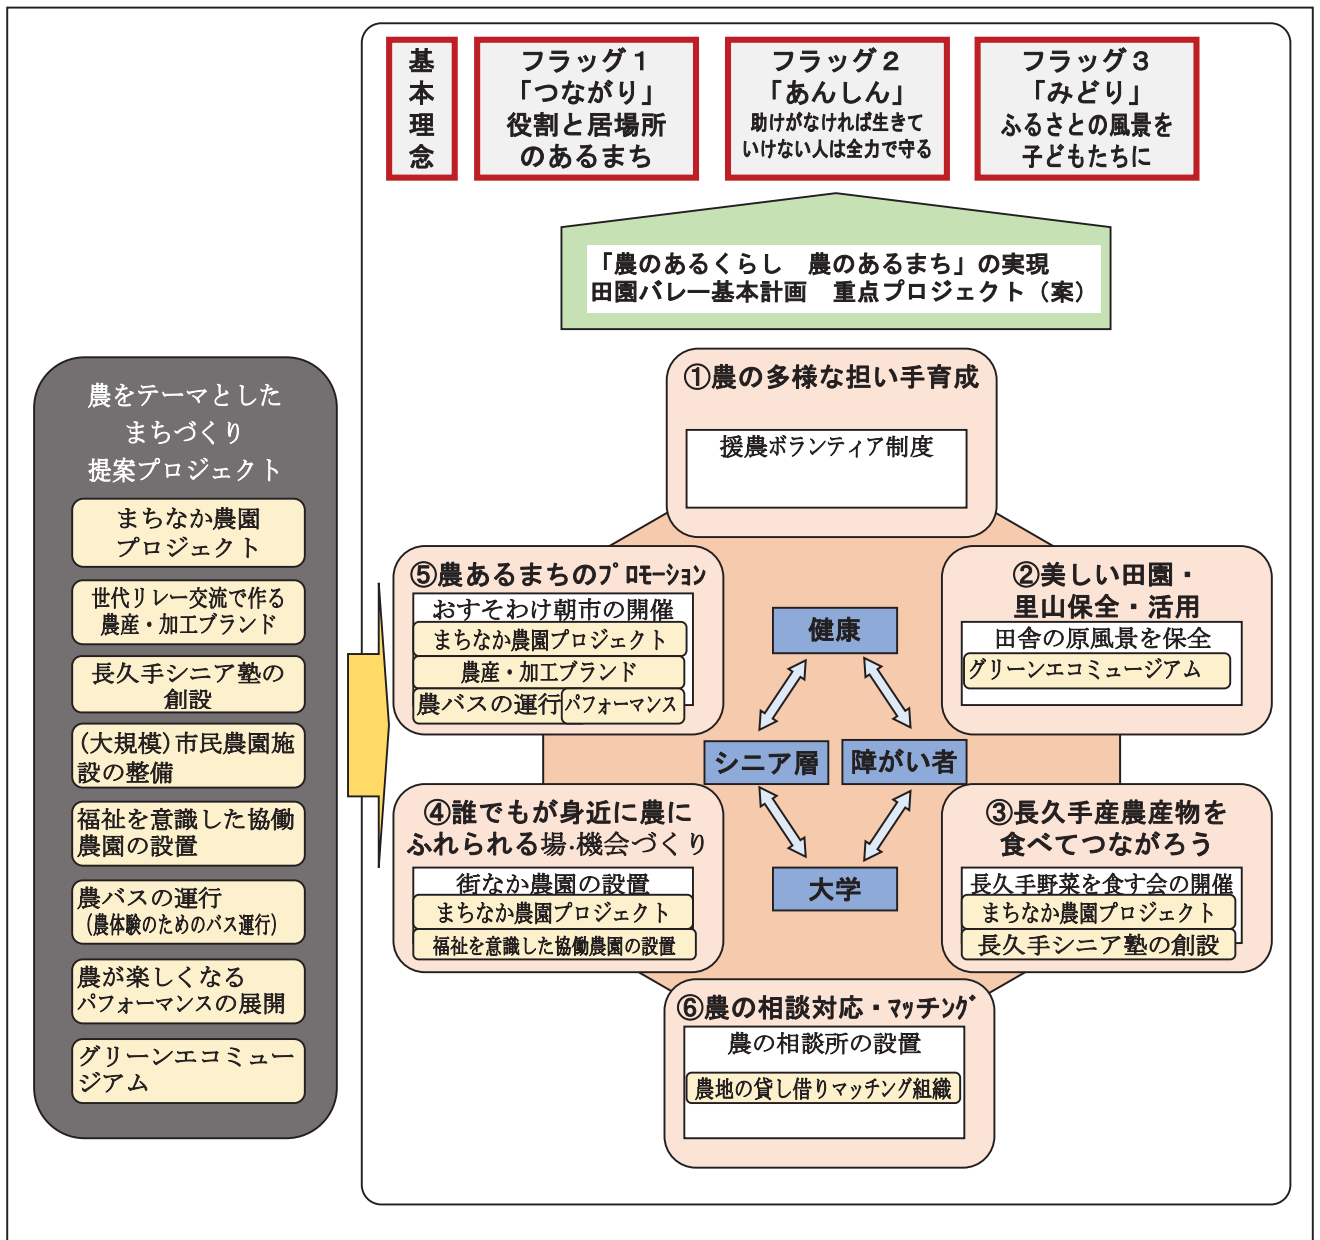 基
本
理
念
フラッグ１
「つながり」
役割と居場所
のあるまち
フラッグ２
「あんしん」
助けがなければ生きて
いけない人は全力で守る
フラッグ３
「みどり」
ふるさとの風景を
子どもたちに
「農のあるくらし　農のあるまち」の実現
田園バレー基本計画　重点プロジェクト（案）
農をテーマとした
まちづくり
提案プロジェクト
まちなか農園
プロジェクト
世代リレー交流で作る
農産・加工ブランド
長久手シニア塾の
創設
(大規模)市民農園施
設の整備
福祉を意識した協働
農園の設置
農バスの運行
(農体験のためのバス運行)
農が楽しくなる
パフォーマンスの展開
グリーンエコミュー
ジアム
①農の多様な担い手育成
援農ボランティア制度
⑤農あるまちのﾌﾟﾛﾓｰｼｮﾝ
おすそわけ朝市の開催
まちなか農園プロジェクト
農産・加工ブランド
農バスの運行
パフォーマンス
②美しい田園・
里山保全・活用
田舎の原風景を保全
グリーンエコミュージアム
健康
シニア層
障がい者
大学
④誰でもが身近に農に
ふれられる場･機会づくり
街なか農園の設置
まちなか農園プロジェクト
福祉を意識した協働農園の設置
③長久手産農産物を
食べてつながろう
長久手野菜を食す会の開催
まちなか農園プロジェクト
長久手シニア塾の創設
⑥農の相談対応・ﾏｯﾁﾝｸﾞ
農の相談所の設置
農地の貸し借りマッチング組織